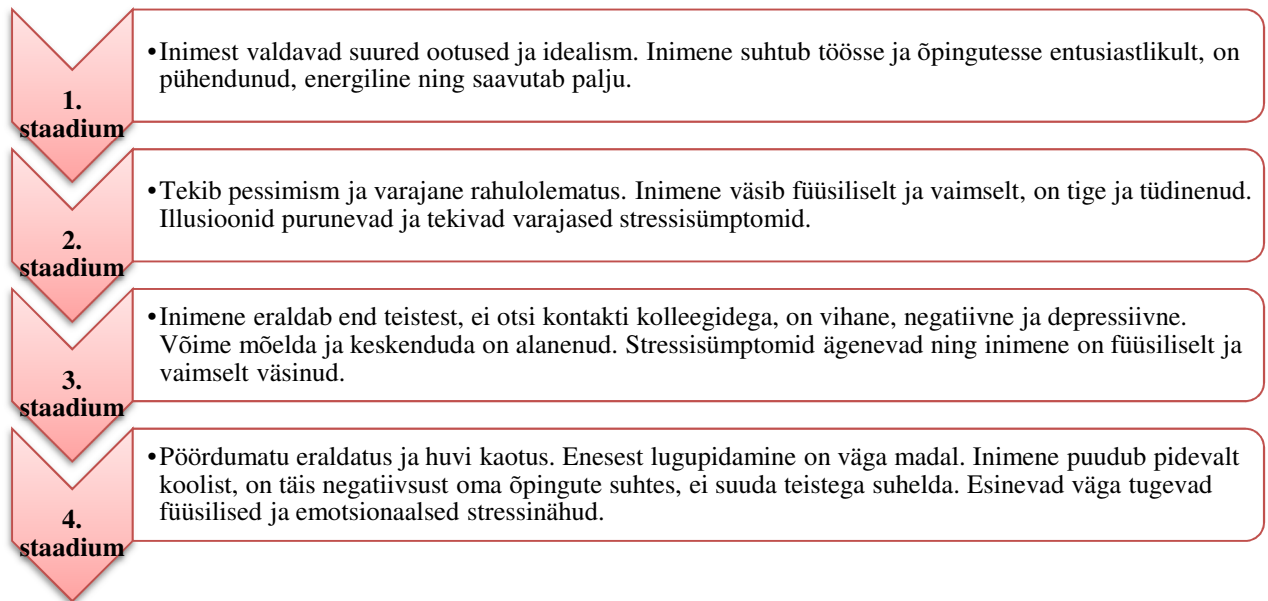 1.
staadium
•Inimest valdavad suured ootused ja idealism. Inimene suhtub töösse ja õpingutesse entusiastlikult, on
pühendunud, energiline ning saavutab palju.
2.
staadium
•Tekib pessimism ja varajane rahulolematus. Inimene väsib füüsiliselt ja vaimselt, on tige ja tüdinenud.
Illusioonid purunevad ja tekivad varajased stressisümptomid.
3.
staadium
•Inimene eraldab end teistest, ei otsi kontakti kolleegidega, on vihane, negatiivne ja depressiivne.
Võime mõelda ja keskenduda on alanenud. Stressisümptomid ägenevad ning inimene on füüsiliselt ja
vaimselt väsinud.
4.
staadium
•Pöördumatu eraldatus ja huvi kaotus. Enesest lugupidamine on väga madal. Inimene puudub pidevalt
koolist, on täis negatiivsust oma õpingute suhtes, ei suuda teistega suhelda. Esinevad väga tugevad
füüsilised ja emotsionaalsed stressinähud.